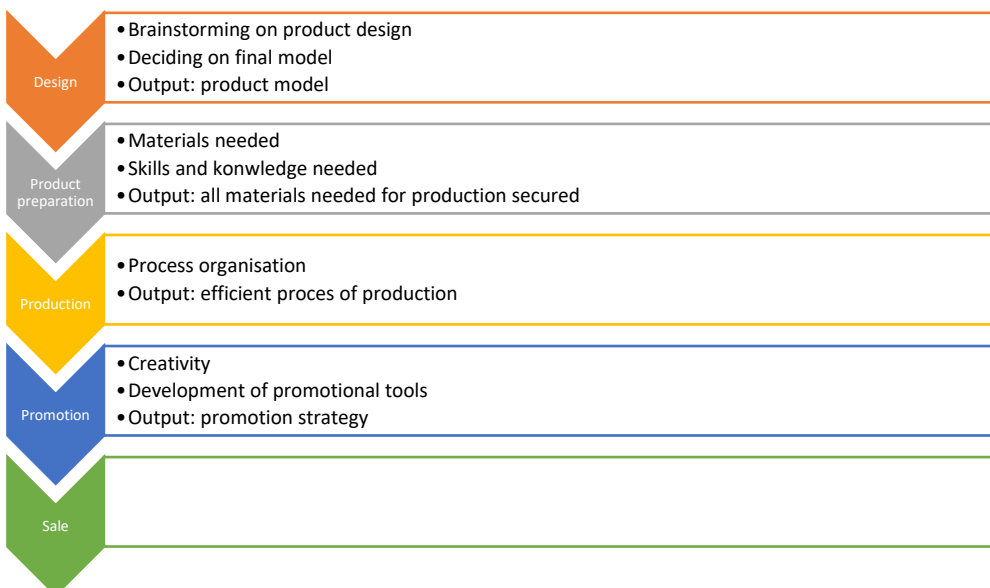 Design
•Brainstorming on product design
•Deciding on final model
•Output: product model
Product
preparation
•Materials needed
•Skills and konwledge needed
•Output: all materials needed for production secured
Production
•Process organisation
•Output: efficient proces of production
Promotion
•Creativity
•Development of promotional tools
•Output: promotion strategy
Sale